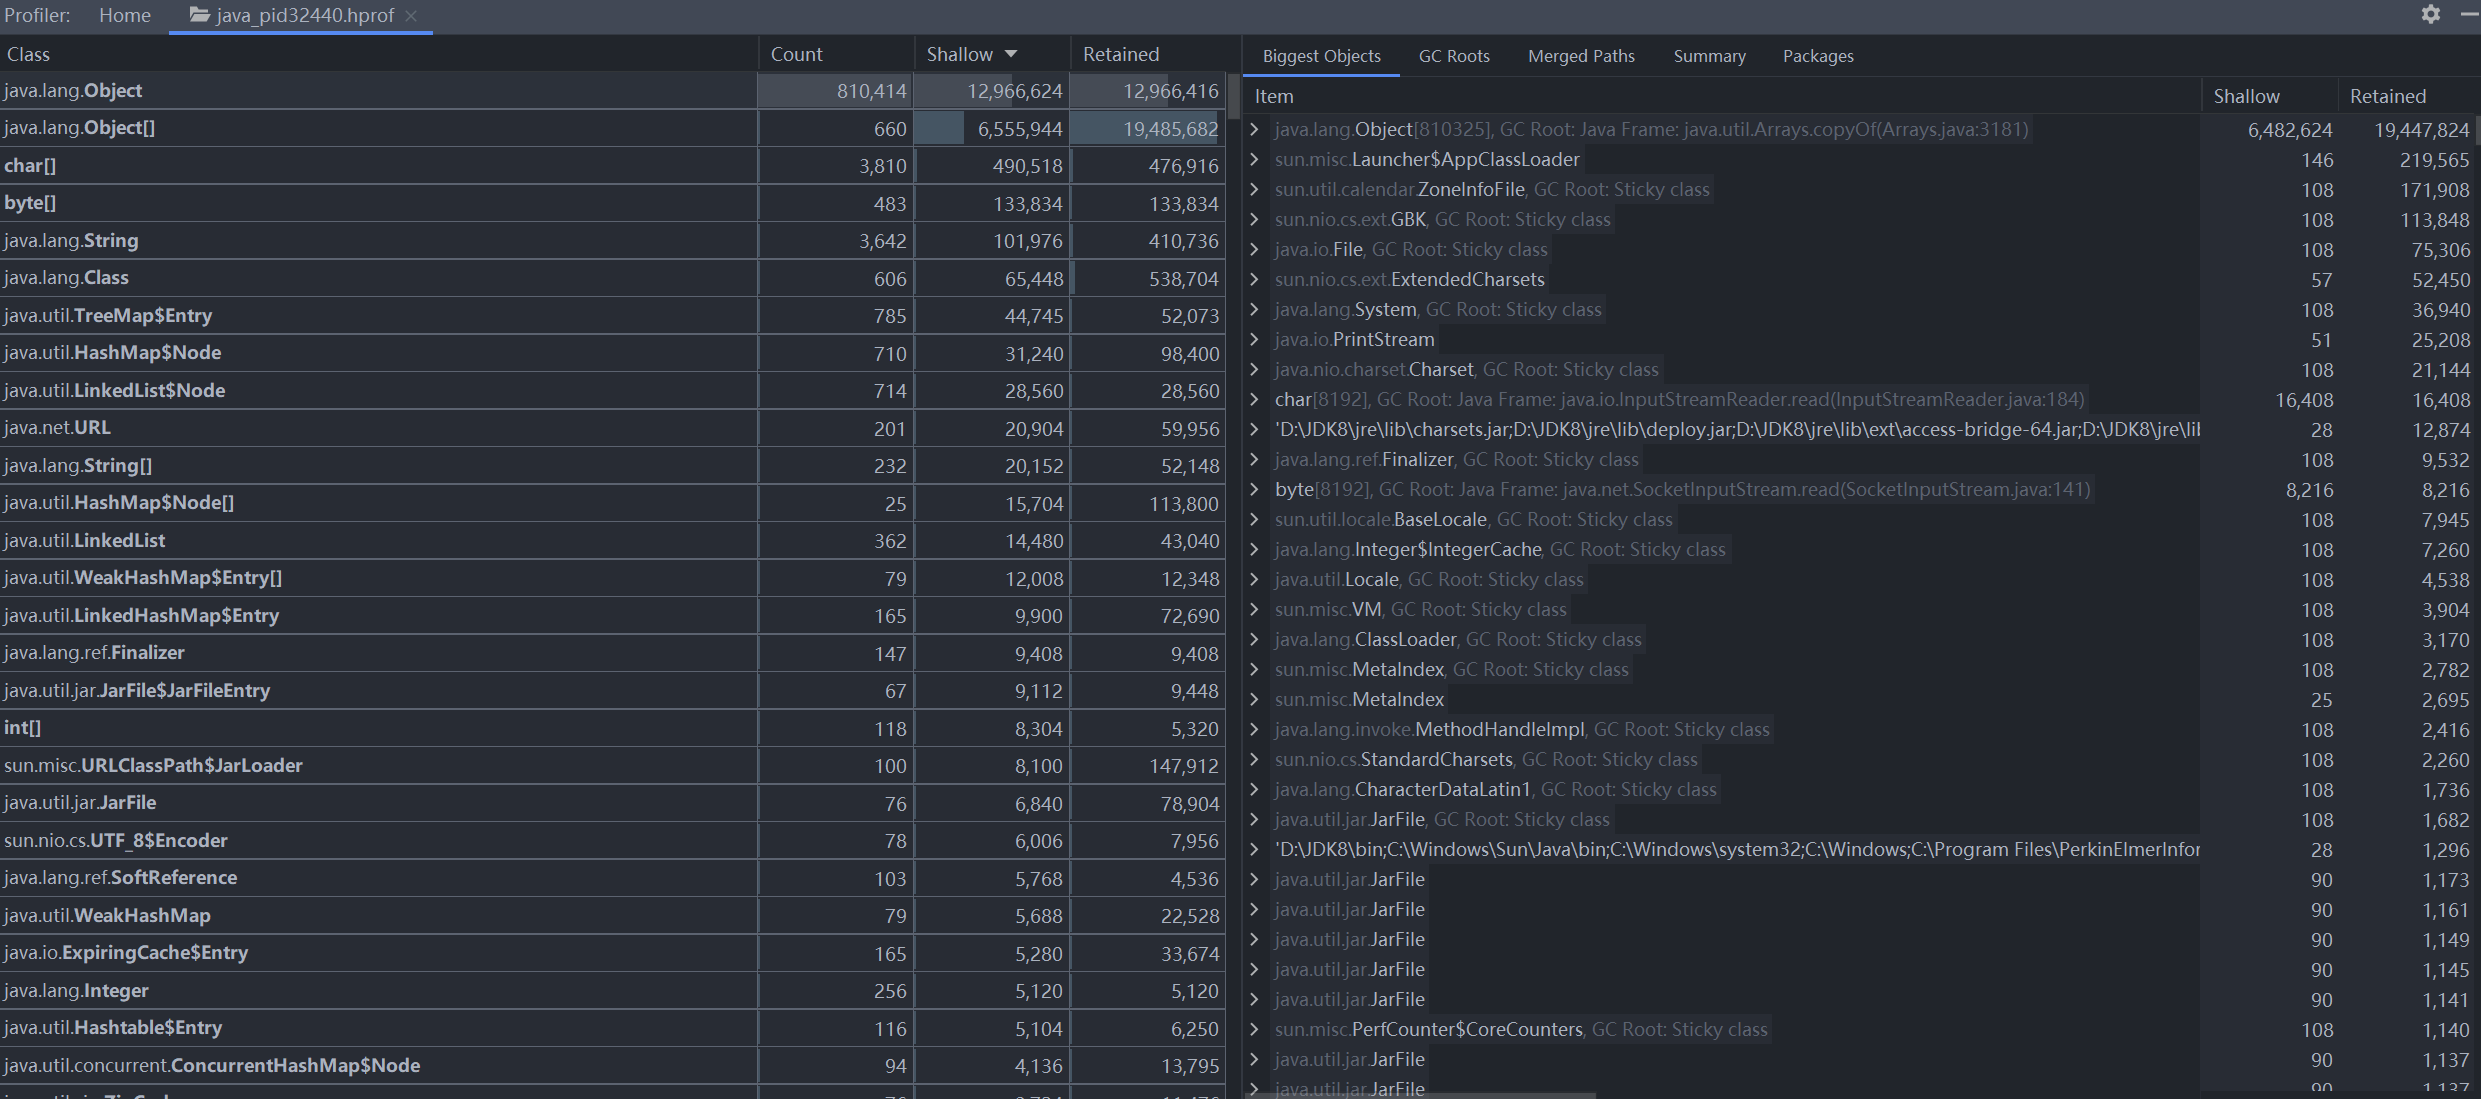 Profiler: Home java_pid32440.hprof
Class Count Shallow Retained
java.lang.Object 810,414 12,966,624 12,966,416
java.lang.Object[] 660 6,555,944 19,485,682
char[] 3,810 490,518 476,916
byte[] 483 133,834 133,834
java.lang.String 3,642 101,976 410,736
java.lang.Class 606 65,448 538,704
java.util.TreeMap$Entry 785 44,745 52,073
java.util.HashMap$Node 710 31,240 98,400
java.util.LinkedList$Node 714 28,560 28,560
java.net.URL 201 20,904 59,956
java.lang.String[] 232 20,152 52,148
java.util.HashMap$Node[] 25 15,704 113,800
java.util.LinkedList 362 14,480 43,040
java.util.WeakHashMap$Entry[] 79 12,008 12,348
java.util.LinkedHashMap$Entry 165 9,900 72,690
java.lang.ref.Finalizer 147 9,408 9,408
java.util.jar.JarFile$JarFileEntry 67 9,112 9,448
int[] 118 8,304 5,320
sun.misc.URLClassPath$JarLoader 100 8,100 147,912
java.util.jar.JarFile 76 6,840 78,904
sun.nio.cs.UTF_8$Encoder 78 6,006 7,956
java.lang.ref.SoftReference 103 5,768 4,536
java.util.WeakHashMap 79 5,688 22,528
java.io.ExpiringCache$Entry 165 5,280 33,674
java.lang.Integer 256 5,120 5,120
java.util.Hashtable$Entry 116 5,104 6,250
java.util.concurrent.ConcurrentHashMap$Node 94 4,136 13,795
Biggest Objects GC Roots Merged Paths Summary Packages
Item Shallow Retained
java.lang.Object[810325], GC Root: Java Frame: java.util.Arrays.copyOf(Arrays.java:3181) 6,482,624 19,447,824
sun.misc.Launcher$AppClassLoader 146 219,565
sun.util.calendar.ZoneInfoFile, GC Root: Sticky class 108 171,908
sun.nio.cs.ext.GBK, GC Root: Sticky class 108 113,848
java.io.File, GC Root: Sticky class 108 75,306
sun.nio.cs.ext.ExtendedCharsets 57 52,450
java.lang.System, GC Root: Sticky class 108 36,940
java.io.PrintStream 51 25,208
java.nio.charset.Charset, GC Root: Sticky class 108 21,144
char[8192], GC Root: Java Frame: java.io.InputStreamReader.read(InputStreamReader.java:184) 16,408 16,408
'D:\JDK8\jre\lib\charsets.jar;D:\JDK8\jre\lib\deploy.jar;D:\JDK8\jre\lib\ext\access-bridge-64.jar;D:\JDK8\jre\lib 28 12,874
java.lang.ref.Finalizer, GC Root: Sticky class 108 9,532
byte[8192], GC Root: Java Frame: java.net.SocketInputStream.read(SocketInputStream.java:141) 8,216 8,216
sun.util.locale.BaseLocale, GC Root: Sticky class 108 7,945
java.lang.Integer$IntegerCache, GC Root: Sticky class 108 7,260
java.util.Locale, GC Root: Sticky class 108 4,538
sun.misc.VM, GC Root: Sticky class 108 3,904
java.lang.ClassLoader, GC Root: Sticky class 108 3,170
sun.misc.MetaIndex, GC Root: Sticky class 108 2,782
sun.misc.MetaIndex 25 2,695
java.lang.invoke.MethodHandleImpl, GC Root: Sticky class 108 2,416
sun.nio.cs.StandardCharsets, GC Root: Sticky class 108 2,260
java.lang.CharacterDataLatin1, GC Root: Sticky class 108 1,736
java.util.jar.JarFile, GC Root: Sticky class 108 1,682
'D:\JDK8\bin;C:\Windows\Sun\Java\bin;C:\Windows\system32;C:\Windows;C:\Program Files\PerkinElmerInfor 28 1,296
java.util.jar.JarFile 90 1,173
java.util.jar.JarFile 90 1,161
java.util.jar.JarFile 90 1,149
java.util.jar.JarFile 90 1,145
java.util.jar.JarFile 90 1,141
sun.misc.PerfCounter$CoreCounters, GC Root: Sticky class 108 1,140
java.util.jar.JarFile 90 1,137
java.util.jar.JarFile 90 1,137